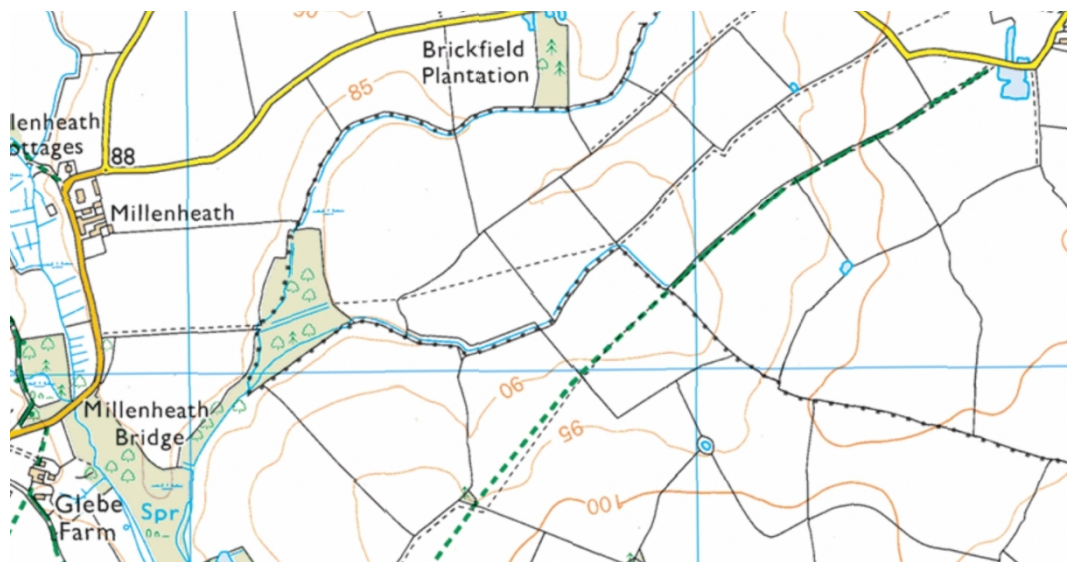 Brickfield
Plantation
85
lenheath
ottages
88
Millenheath
90
Millenheath
Bridge
95
100
Glebe
Farm
Spr